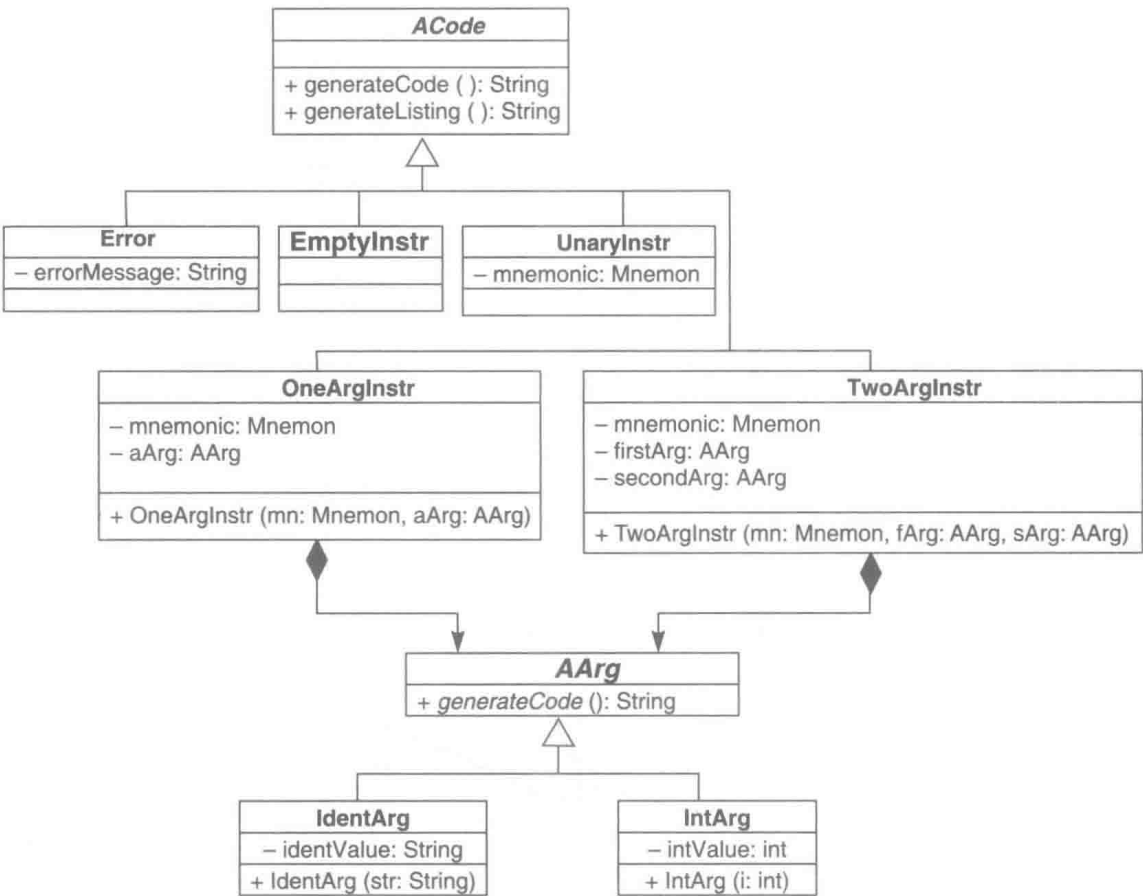 ACode
+ generateCode ( ): String
+ generateListing ( ): String
Error
– errorMessage: String
EmptyInstr
UnaryInstr
– mnemonic: Mnemon
OneArgInstr
– mnemonic: Mnemon
– aArg: AArg
+ OneArgInstr (mn: Mnemon, aArg: AArg)
TwoArgInstr
– mnemonic: Mnemon
– firstArg: AArg
– secondArg: AArg
+ TwoArgInstr (mn: Mnemon, fArg: AArg, sArg: AArg)
AArg
+ generateCode (): String
IdentArg
– identValue: String
+ IdentArg (str: String)
IntArg
– intValue: int
+ IntArg (i: int)